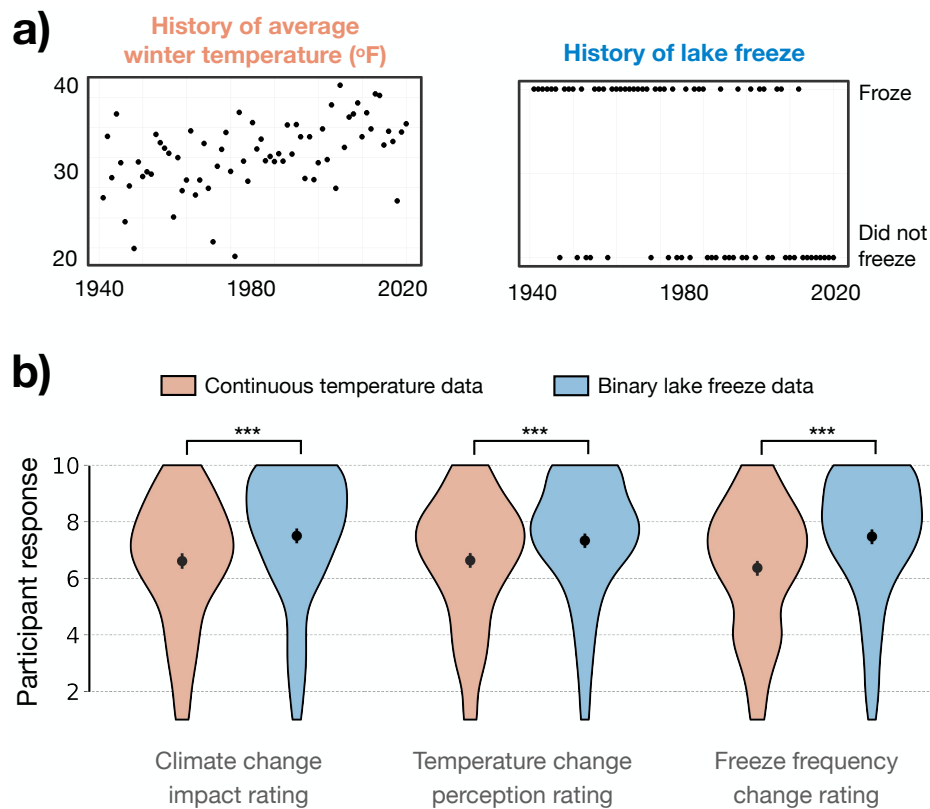 a)
History of average
winter temperature (ºF)
40
30
20
1940
1980
2020
History of lake freeze
Froze
Did not
freeze
1940
1980
2020
b)
Continuous temperature data
Binary lake freeze data
***
***
***
Participant response
10
8
6
4
2
Climate change
impact rating
Temperature change
perception rating
Freeze frequency
change rating